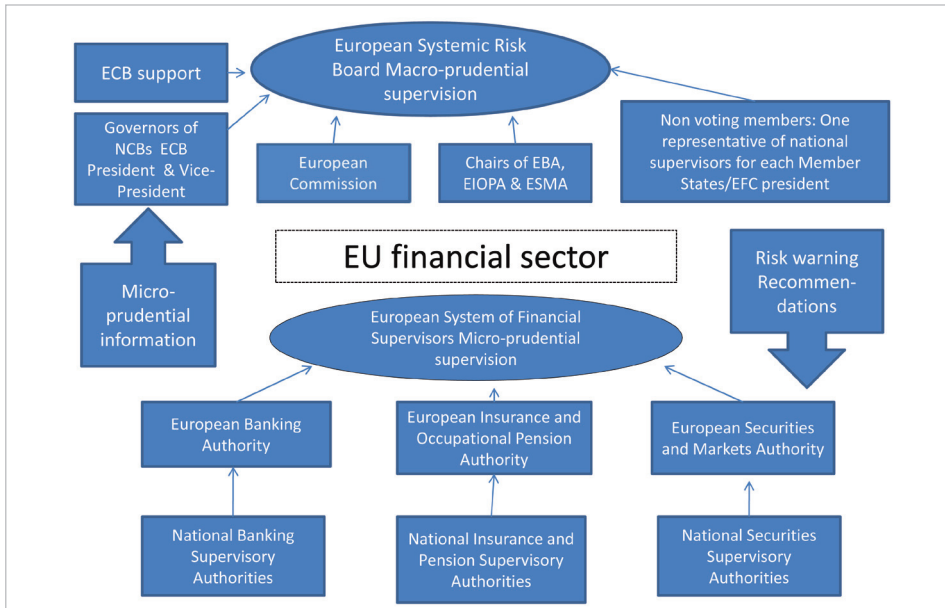 European Systemic Risk
Board Macro-prudential
supervision
ECB support
Governors of
NCBs ECB
President & Vice-
President
European
Commission
Chairs of EBA,
EIOPA & ESMA
Non voting members: One
representative of national
supervisors for each Member
States/EFC president
EU financial sector
Micro-
prudential
information
Risk warning
Recommen-
dations
European System of Financial
Supervisors Micro-prudential
supervision
European Banking
Authority
European Insurance and
Occupational Pension
Authority
European Securities
and Markets Authority
National Banking
Supervisory
Authorities
National Insurance and
Pension Supervisory
Authorities
National Securities
Supervisory
Authorities